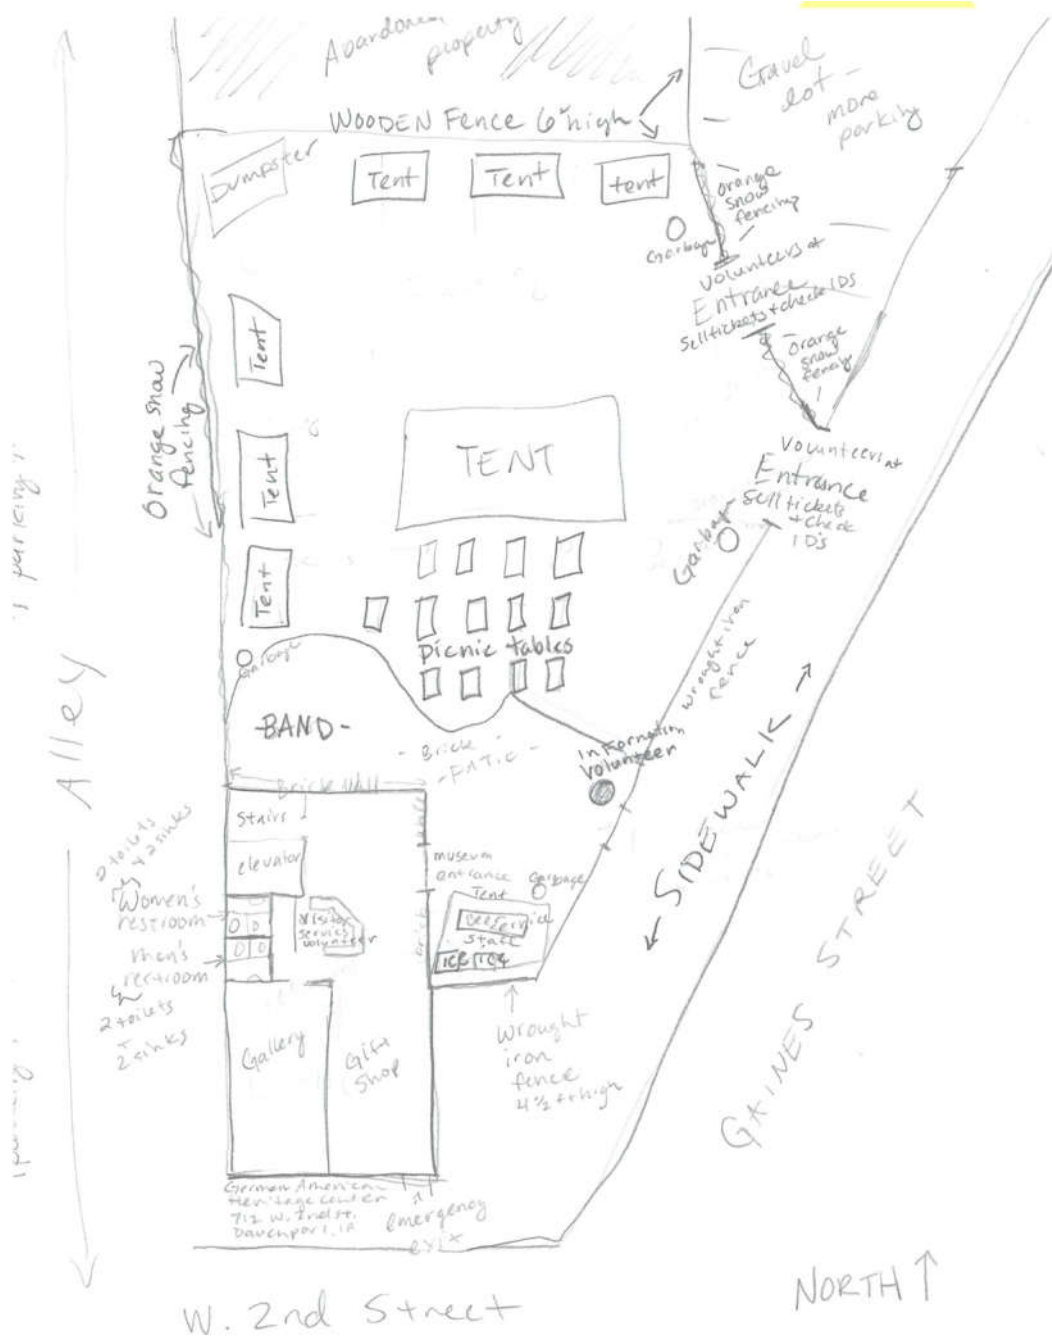 Abandoned
property
Gravel
lot -
more
parking
WOODEN Fence 6" high
Dumpster
Tent
Tent
tent
orange
snow
fencing
Garbage
Volunteers at
Entrance
Sell tickets + check IDS
Orange
snow
fencing
Tent
Orange snow
fencing
TENT
Tent
Volunteers at
Entrance
Sell tickets
+ check
ID's
Garbage
Tent
parking
Alley
Garbage
Picnic tables
wrought iron
fence
-BAND-
- Brick -
- PATIO -
Information
Volunteer
Brick Wall
Stairs
elevator
2 toilets
+ 2 sinks
Women's
restroom
men's
restroom
2 toilets
2 sinks
Visitor
services
volunteer
museum
entrance
Tent
Garbage
Beer Service
Staff
ICE
ICE
brick
SIDEWALK
GAINES STREET
Gallery
Gift
Shop
Wrought
iron
fence
4 1/2 ft high
German American
Heritage Center
712 W. 2nd St.
Davenport, IA
emergency
exit
W. 2nd Street
NORTH ↑